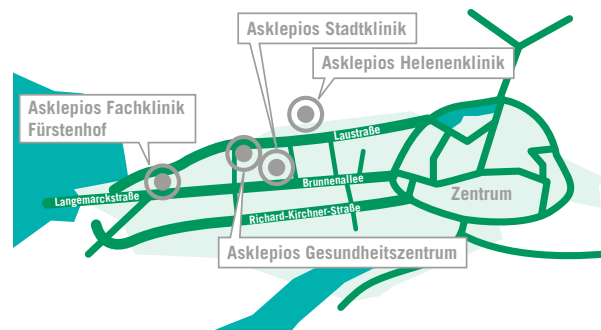 Asklepios Stadtklinik
Asklepios Helenenklinik
Asklepios Fachklinik
Fürstenhof
Laustraße
Brunnenallee
Langemarckstraße
Zentrum
Richard-Kirchner-Straße
Asklepios Gesundheitszentrum